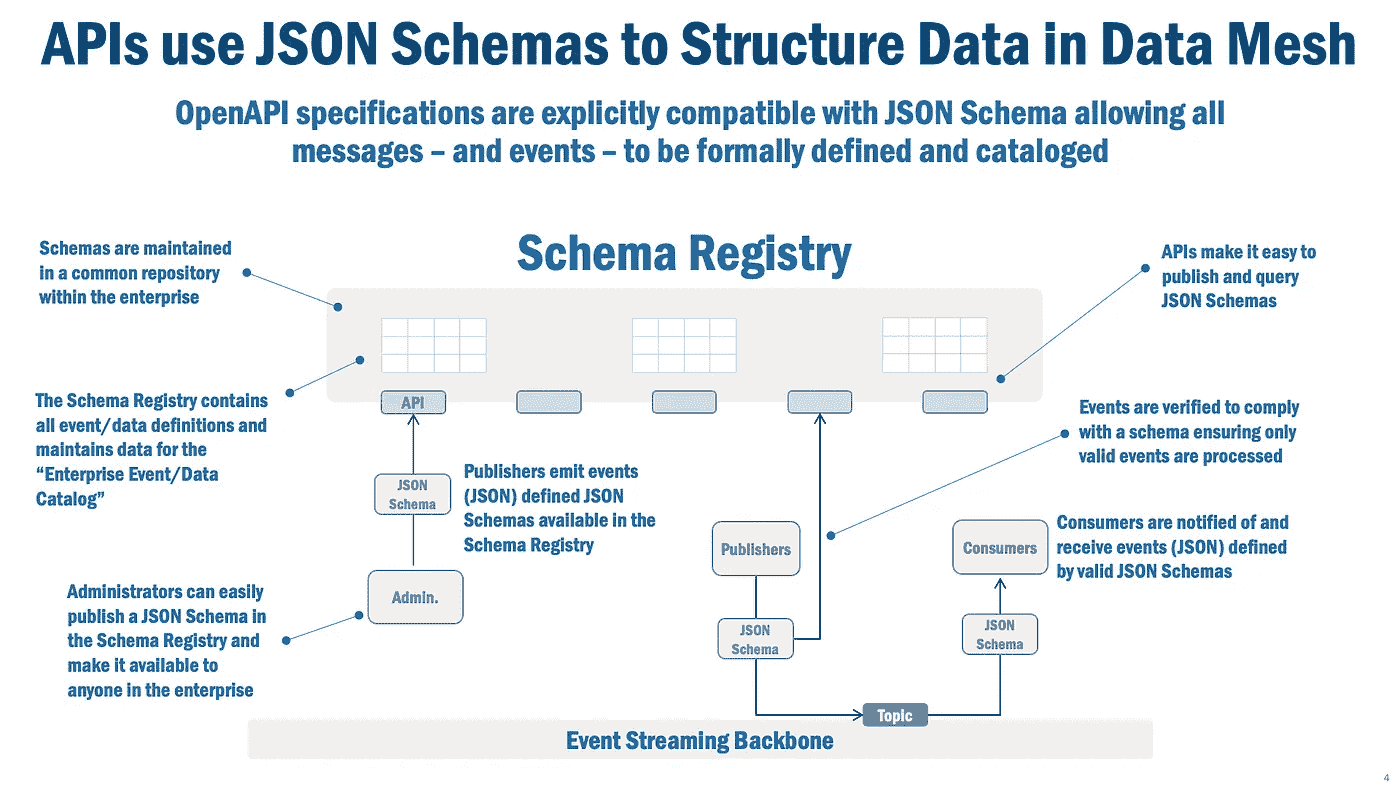 APIs use JSON Schemas to Structure Data in Data Mesh
OpenAPI specifications are explicitly compatible with JSON Schema allowing all
messages – and events – to be formally defined and cataloged
Schemas are maintained
in a common repository
within the enterprise
Schema Registry
APIs make it easy to
publish and query
JSON Schemas
The Schema Registry contains
all event/data definitions and
maintains data for the
“Enterprise Event/Data
Catalog”
API
Events are verified to comply
with a schema ensuring only
valid events are processed
JSON
Schema
Publishers emit events
(JSON) defined JSON
Schemas available in the
Schema Registry
Publishers
Consumers
Consumers are notified of and
receive events (JSON) defined
by valid JSON Schemas
Administrators can easily
publish a JSON Schema in
the Schema Registry and
make it available to
anyone in the enterprise
Admin.
JSON
Schema
JSON
Schema
Topic
Event Streaming Backbone
4